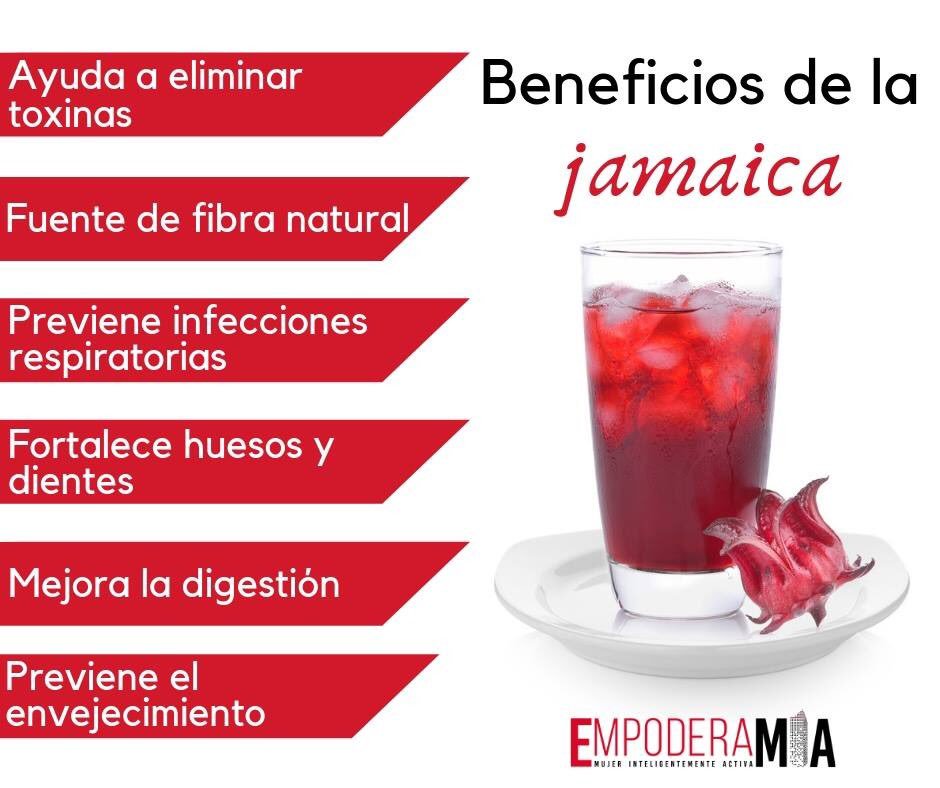 Beneficios de la
jamaica
Ayuda a eliminar
toxinas
Fuente de fibra natural
Previene infecciones
respiratorias
Fortalece huesos y
dientes
Mejora la digestión
Previene el
envejecimiento
EMPODERAMIA
MUJER INTELIGENTEMENTE ACTIVA